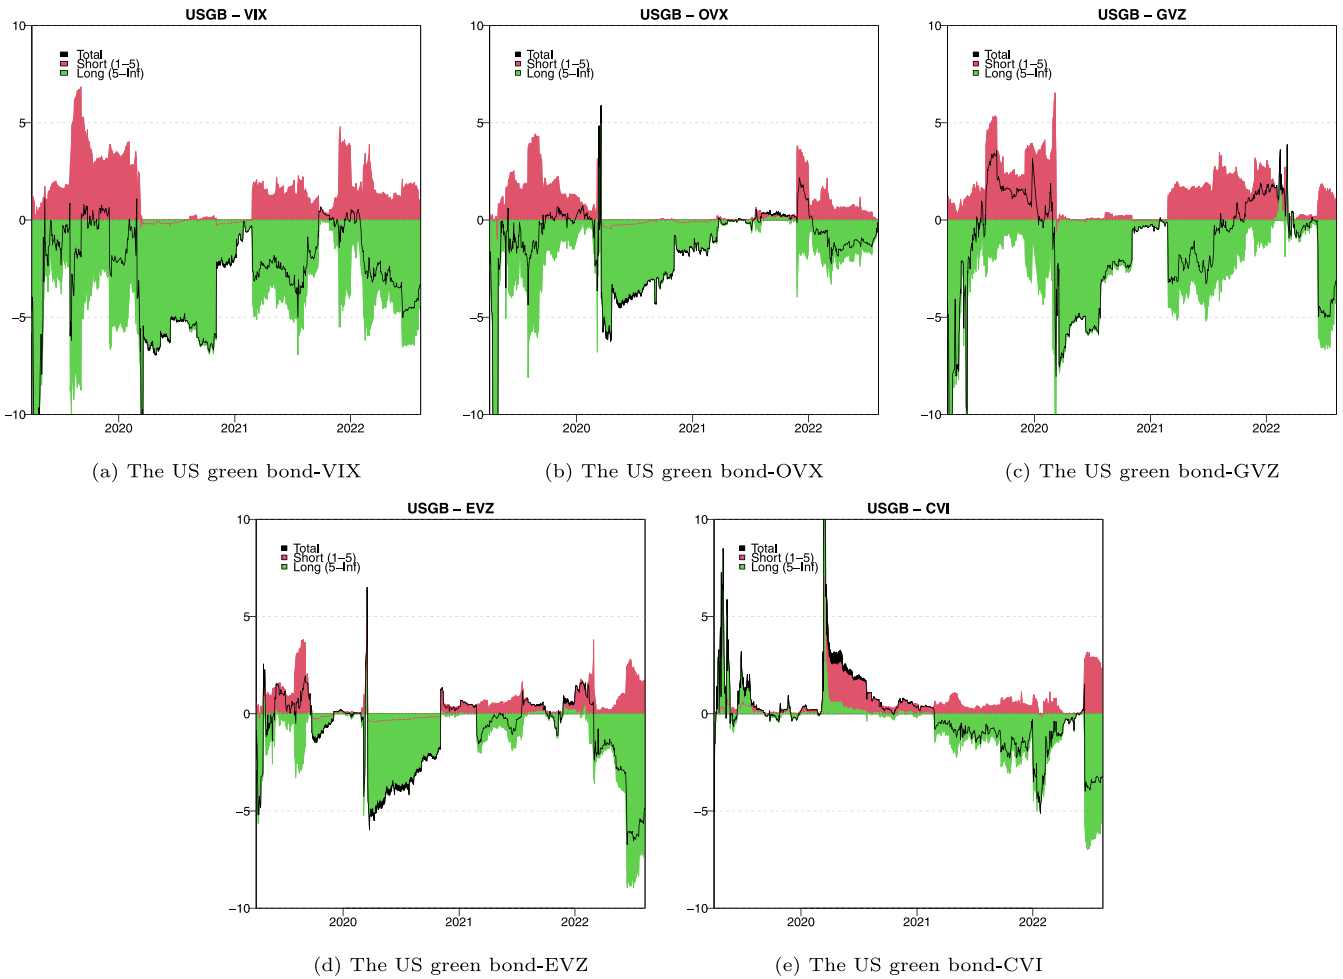 USGB – VIX
10
5
0
−5
−10
Total
Short (1−5)
Long (5−Inf)
2020
2021
2022
(a) The US green bond-VIX
USGB – OVX
10
5
0
−5
−10
Total
Short (1−5)
Long (5−Inf)
2020
2021
2022
(b) The US green bond-OVX
USGB – GVZ
10
5
0
−5
−10
Total
Short (1−5)
Long (5−Inf)
2020
2021
2022
(c) The US green bond-GVZ
USGB – EVZ
10
5
0
−5
−10
Total
Short (1−5)
Long (5−Inf)
2020
2021
2022
(d) The US green bond-EVZ
USGB – CVI
10
5
0
−5
−10
Total
Short (1−5)
Long (5−Inf)
2020
2021
2022
(e) The US green bond-CVI